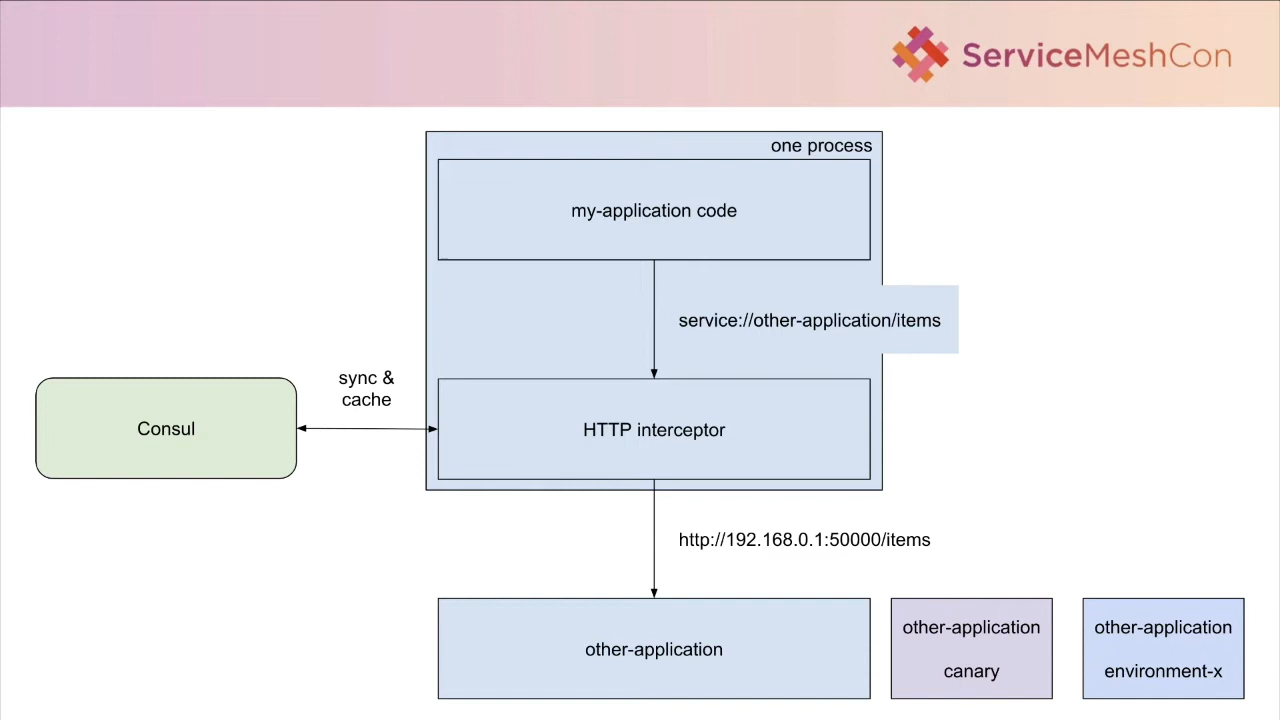 ServiceMeshCon
one process
my-application code
service://other-application/items
sync &
cache
Consul
HTTP interceptor
http://192.168.0.1:50000/items
other-application
other-application
canary
other-application
environment-x